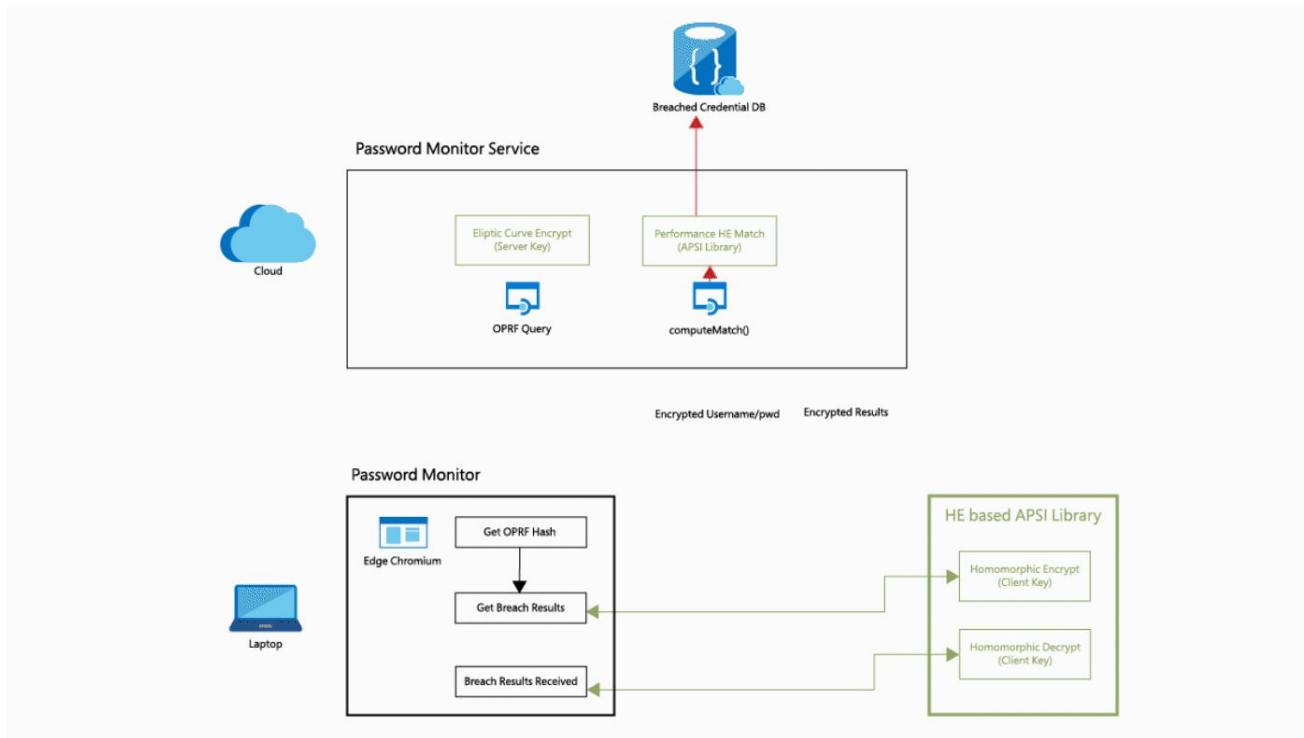 Breached Credential DB
Password Monitor Service
Eliptic Curve Encrypt
(Server Key)
Performance HE Match
(APSI Library)
Cloud
OPRF Query
computeMatch()
Encrypted Username/pwd
Encrypted Results
Password Monitor
HE based APSI Library
Get OPRF Hash
Edge Chromium
Homomorphic Encrypt
(Client Key)
Get Breach Results
Laptop
Homomorphic Decrypt
(Client Key)
Breach Results Received